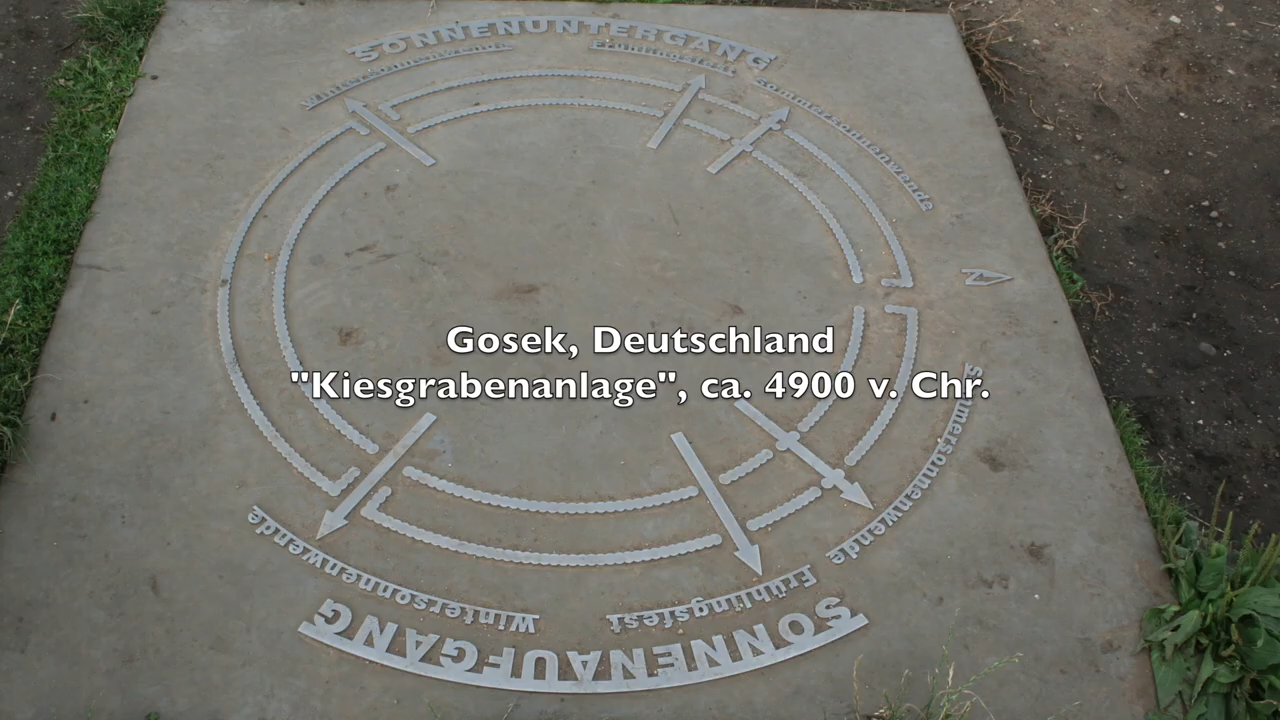 SONNENUNTERGANG
Wintersonnenwende
Frühlingsfest
Sommersonnenwende
Gosek, Deutschland
"Kiesgrabenanlage", ca. 4900 v. Chr.
Sommersonnenwende
Frühlingsfest
Wintersonnenwende
SONNENAUFGANG